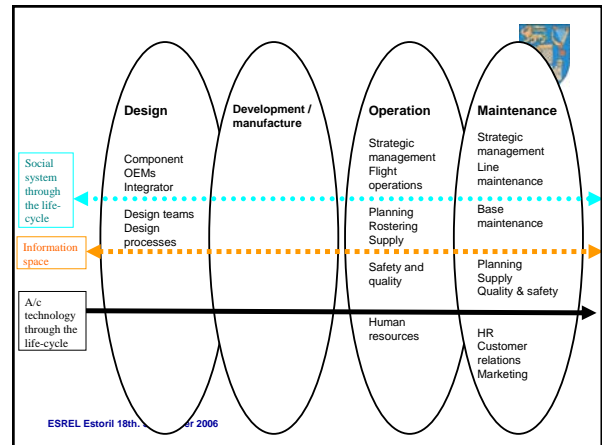 Design
Development /
manufacture
Operation
Maintenance
Component
OEMs
Integrator
Design teams
Design
processes
Strategic
management
Flight
operations
Planning
Rostering
Supply
Safety and
quality
Human
resources
Strategic
management
Line
maintenance
Base
maintenance
Planning
Supply
Quality & safety
HR
Customer
relations
Marketing
Social
system
through
the life-
cycle
Information
space
A/c
technology
through the
life-cycle
ESREL Estoril 18th. 2006